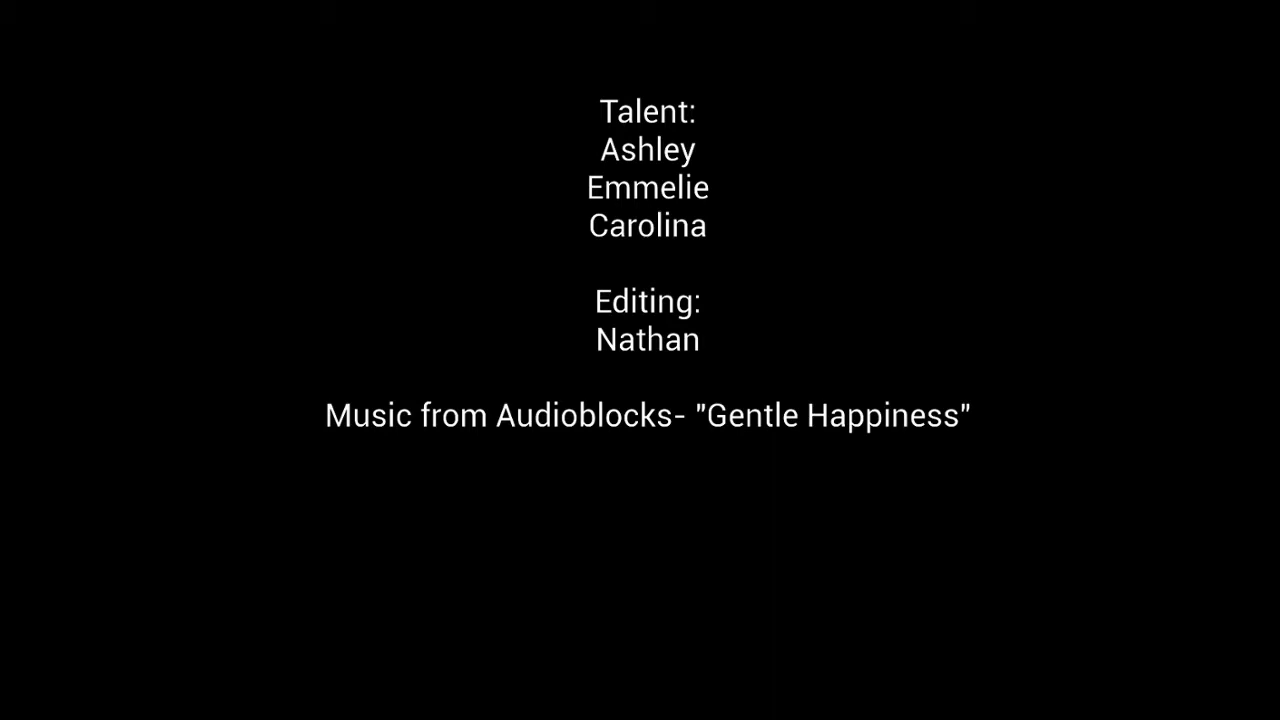 Talent:
Ashley
Emmelie
Carolina
Editing:
Nathan
Music from Audioblocks- "Gentle Happiness"